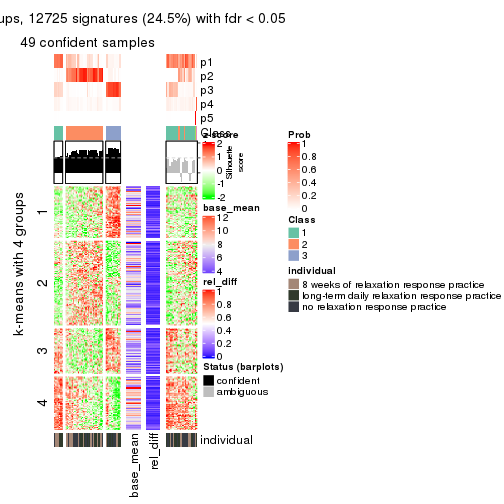 ups, 12725 signatures (24.5%) with fdr < 0.05
49 confident samples
p1
p2
p3
p4
p5
Class
Silhouette
score
1
2
3
4
k-means with 4 groups
base_mean
rel_diff
individual
z-score
2
1
0
-1
-2
base_mean
12
10
8
6
4
rel_diff
1
0.8
0.6
0.4
0.2
0
Status (barplots)
confident
ambiguous
Prob
1
0.8
0.6
0.4
0.2
0
Class
1
2
3
individual
8 weeks of relaxation response practice
long-term daily relaxation response practice
no relaxation response practice